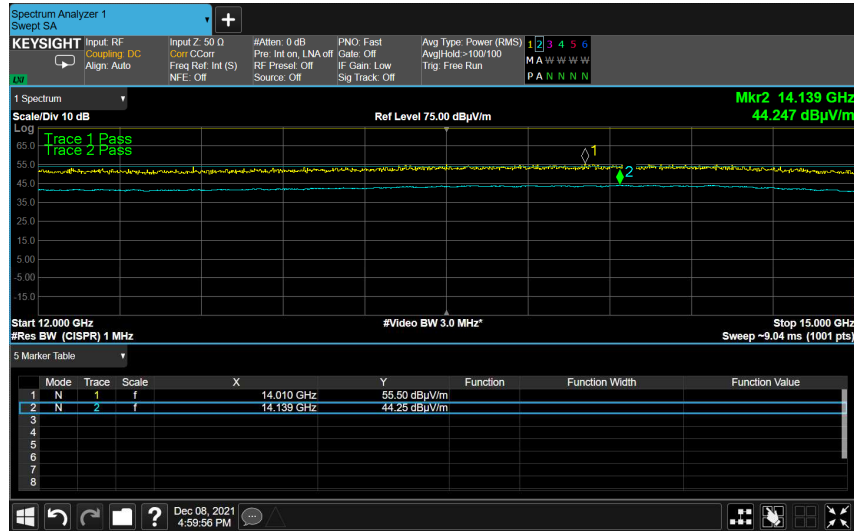 Spectrum Analyzer 1
Swept SA
+
KEYSIGHT Input: RF Input Z: 50 Ω #Atten: 0 dB PNO: Fast Avg Type: Power (RMS) 1 2 3 4 5 6
Coupling: DC Corr CCorr Pre: Int on, LNA off Gate: Off Avg|Hold:>100/100 M A W W W W
Align: Auto Freq Ref: Int (S) RF Presel: Off IF Gain: Low Trig: Free Run
LXI NFE: Off Source: Off Sig Track: Off P A N N N N
1 Spectrum Mkr2 14.139 GHz
Scale/Div 10 dB Ref Level 75.00 dBµV/m 44.247 dBµV/m
Log
Trace 1 Pass
65.0 Trace 2 Pass
1
55.0
2
45.0
35.0
25.0
15.0
5.00
-5.00
-15.0
Start 12.000 GHz #Video BW 3.0 MHz* Stop 15.000 GHz
#Res BW (CISPR) 1 MHz Sweep ~9.04 ms (1001 pts)
5 Marker Table
Mode Trace Scale X Y Function Function Width Function Value
1 N 1 f 14.010 GHz 55.50 dBµV/m
2 N 2 f 14.139 GHz 44.25 dBµV/m
3
4
5
6
7
8
? Dec 08, 2021
4:59:56 PM